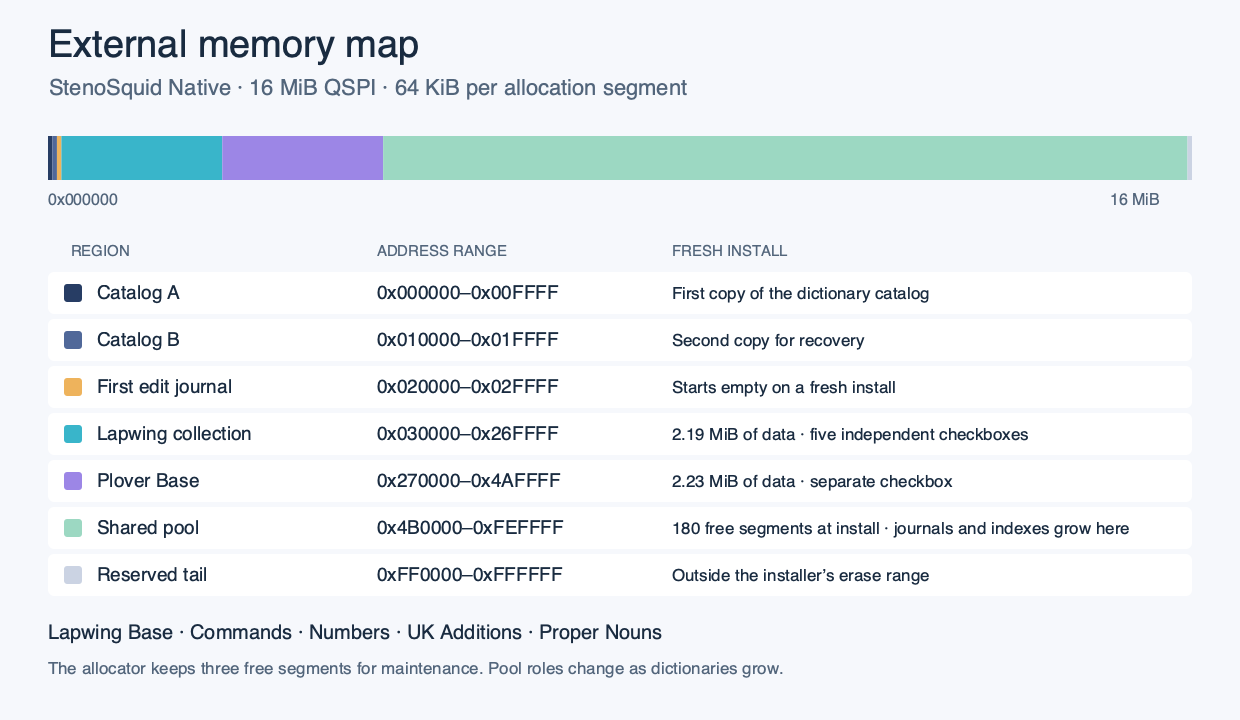 External memory map
StenoSquid Native · 16 MiB QSPI · 64 KiB per allocation segment
0x000000 16 MiB
REGION ADDRESS RANGE FRESH INSTALL
Catalog A 0x000000–0x00FFFF First copy of the dictionary catalog
Catalog B 0x010000–0x01FFFF Second copy for recovery
First edit journal 0x020000–0x02FFFF Starts empty on a fresh install
Lapwing collection 0x030000–0x26FFFF 2.19 MiB of data · five independent checkboxes
Plover Base 0x270000–0x4AFFFF 2.23 MiB of data · separate checkbox
Shared pool 0x4B0000–0xFEFFFF 180 free segments at install · journals and indexes grow here
Reserved tail 0xFF0000–0xFFFFFF Outside the installer’s erase range
Lapwing Base · Commands · Numbers · UK Additions · Proper Nouns
The allocator keeps three free segments for maintenance. Pool roles change as dictionaries grow.